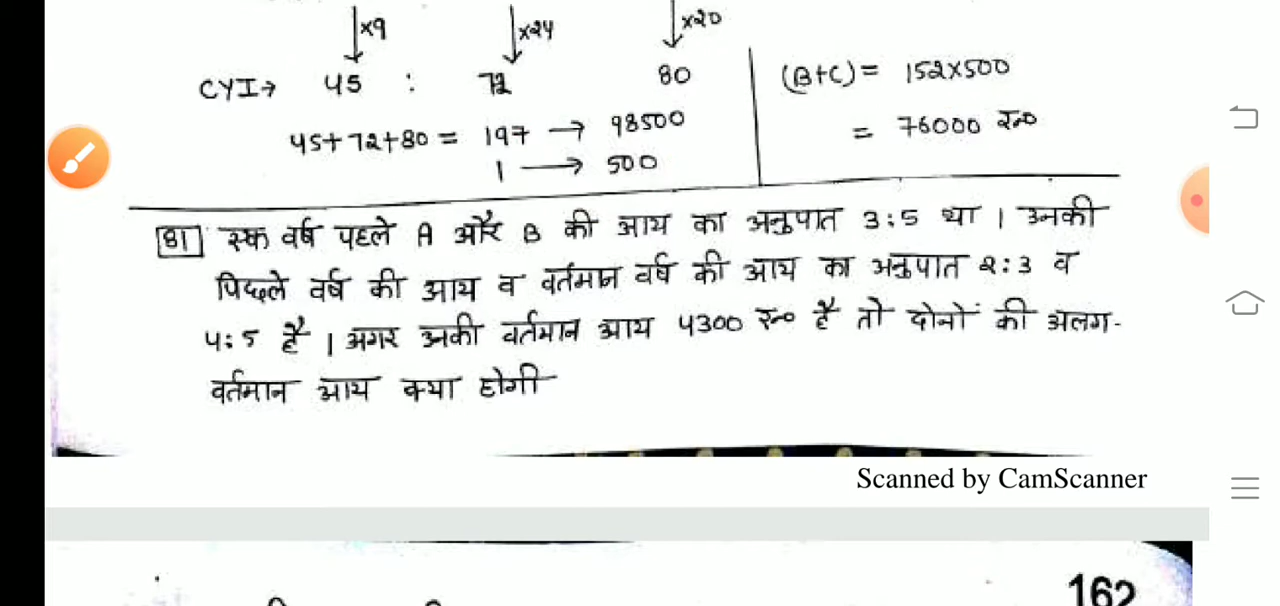 ×9 ×24 ×20
CYI→ 45 : 72 80
(B+C) = 152×500
45+72+80 = 197 → 98500
= 76000 रू०
1 → 500
81 एक वर्ष पहले A और B की आय का अनुपात 3:5 था । उनकी
पिछले वर्ष की आय व वर्तमान वर्ष की आय का अनुपात 2:3 व
4:5 है । अगर उनकी वर्तमान आय 4300 रू० है तो दोनों की अलग-
वर्तमान आय क्या होगी
Scanned by CamScanner
162